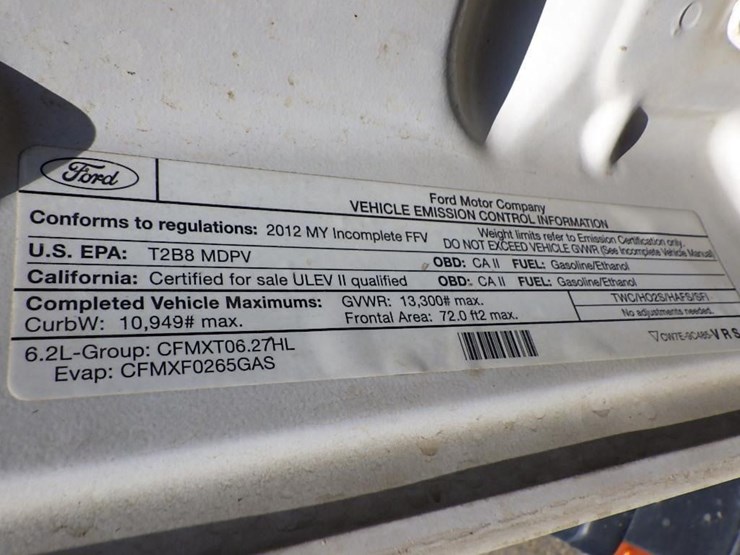 Ford
Ford Motor Company
VEHICLE EMISSION CONTROL INFORMATION
Conforms to regulations: 2012 MY Incomplete FFV
Weight limits refer to Emission Certification only.
DO NOT EXCEED VEHICLE GVWR (See Incomplete Vehicle Manual)
U.S. EPA: T2B8 MDPV OBD: CA II FUEL: Gasoline/Ethanol
California: Certified for sale ULEV II qualified OBD: CA II FUEL: Gasoline/Ethanol
Completed Vehicle Maximums: GVWR: 13,300# max. TWC/HO2S/HAFS/SFI
CurbW: 10,949# max. Frontal Area: 72.0 ft2 max. No adjustments needed.
6.2L-Group: CFMXT06.27HL
Evap: CFMXF0265GAS
CW7E-9C485-VRS